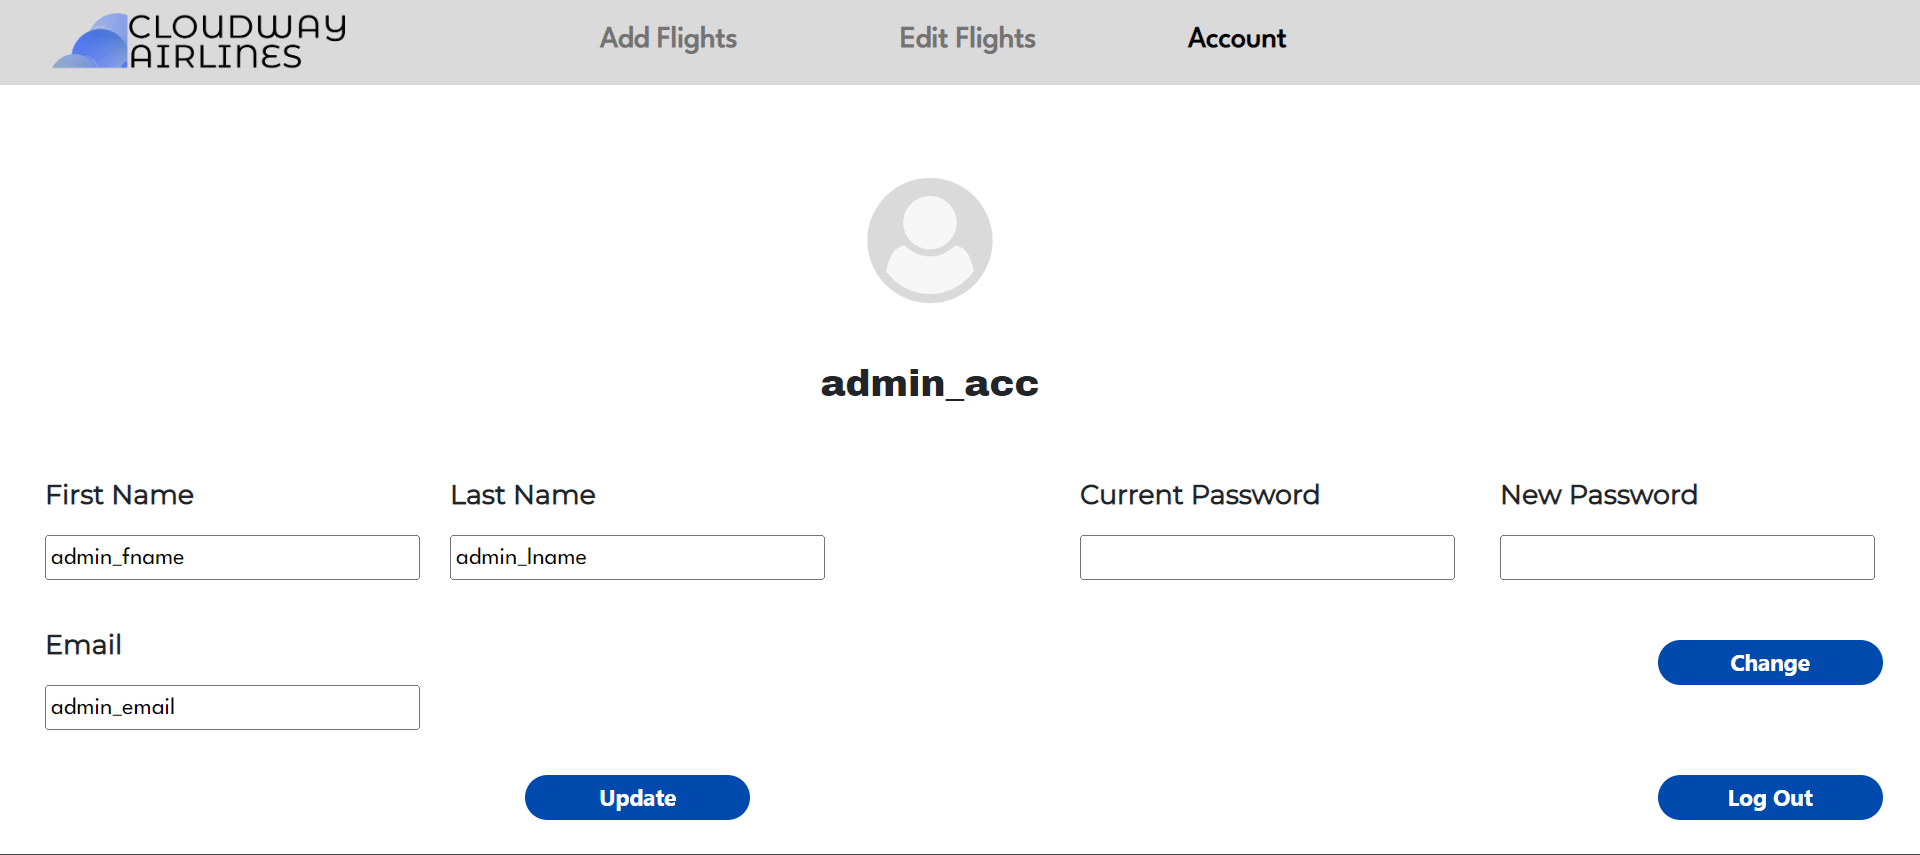 CLOUDWAY
AIRLINES
Add Flights
Edit Flights
Account
admin_acc
First Name
Last Name
Current Password
New Password
admin_fname
admin_lname
Email
Change
admin_email
Update
Log Out